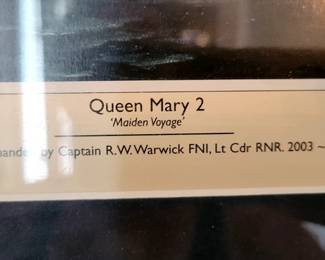 Queen Mary 2
'Maiden Voyage'
by Captain R.W.Warwick FNI, Lt Cdr RNR. 2003 ~